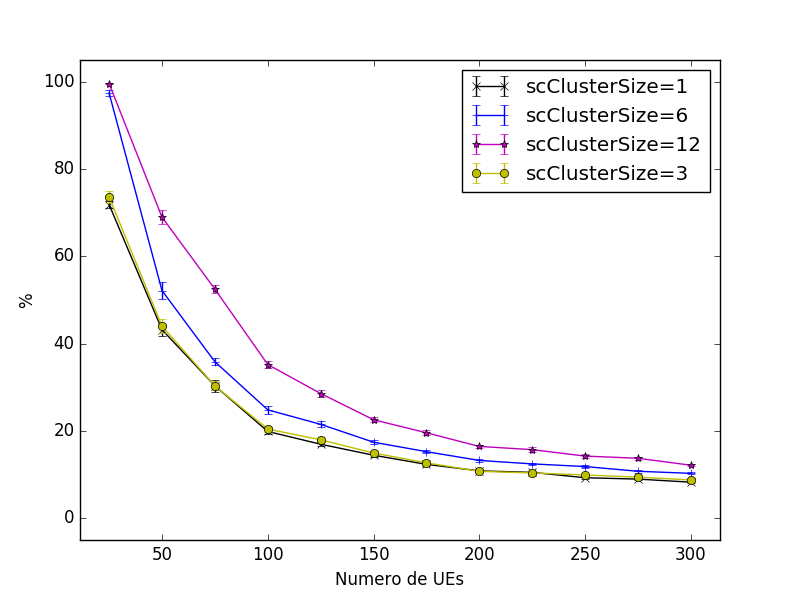 100
80
60
40
20
0
%
50 100 150 200 250 300
Numero de UEs
scClusterSize=1
scClusterSize=6
scClusterSize=12
scClusterSize=3